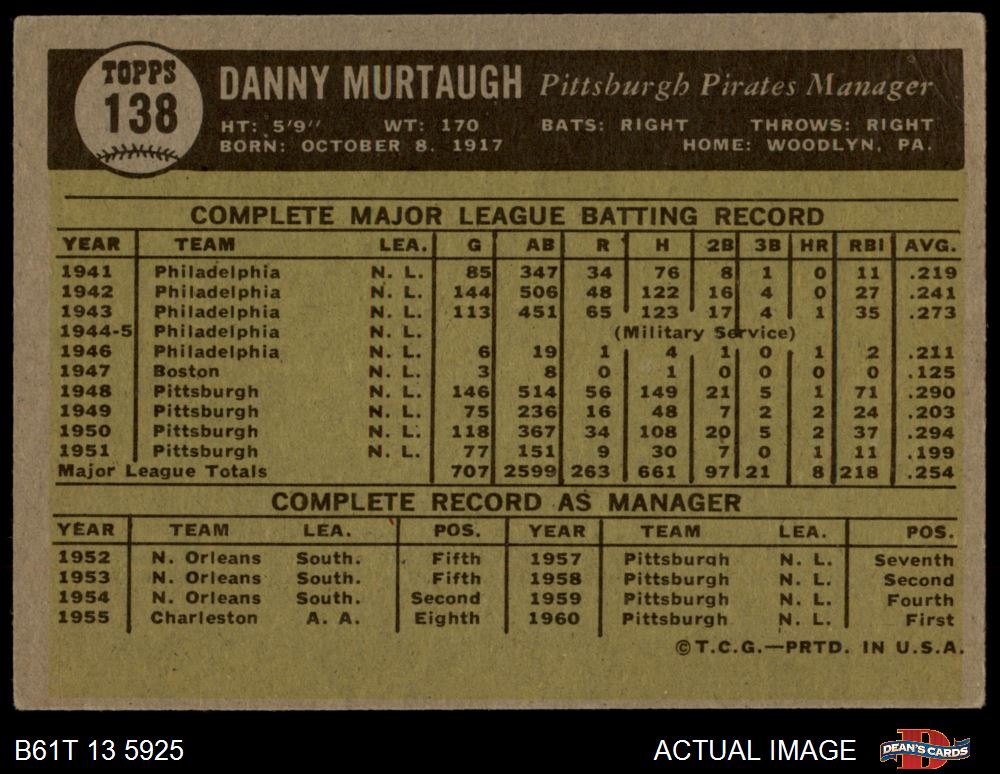 TOPPS
138
DANNY MURTAUGH Pittsburgh Pirates Manager
HT: 5'9" WT: 170 BATS: RIGHT THROWS: RIGHT
BORN: OCTOBER 8, 1917 HOME: WOODLYN, PA.
COMPLETE MAJOR LEAGUE BATTING RECORD
YEAR TEAM LEA. G AB R H 2B 3B HR RBI AVG.
1941 Philadelphia N. L. 85 347 34 76 8 1 0 11 .219
1942 Philadelphia N. L. 144 506 48 122 16 4 0 27 .241
1943 Philadelphia N. L. 113 451 65 123 17 4 1 35 .273
1944-5 Philadelphia N. L. (Military Service)
1946 Philadelphia N. L. 6 19 1 4 1 0 1 2 .211
1947 Boston N. L. 3 8 0 1 0 0 0 0 .125
1948 Pittsburgh N. L. 146 514 56 149 21 5 1 71 .290
1949 Pittsburgh N. L. 75 236 16 48 7 2 2 24 .203
1950 Pittsburgh N. L. 118 367 34 108 20 5 2 37 .294
1951 Pittsburgh N. L. 77 151 9 30 7 0 1 11 .199
Major League Totals 707 2599 263 661 97 21 8 218 .254
COMPLETE RECORD AS MANAGER
YEAR TEAM LEA. POS. YEAR TEAM LEA. POS.
1952 N. Orleans South. Fifth 1957 Pittsburgh N. L. Seventh
1953 N. Orleans South. Fifth 1958 Pittsburgh N. L. Second
1954 N. Orleans South. Second 1959 Pittsburgh N. L. Fourth
1955 Charleston A. A. Eighth 1960 Pittsburgh N. L. First
©T.C.G.—PRTD. IN U.S.A.
B61T 13 5925 ACTUAL IMAGE DEAN'S CARDS